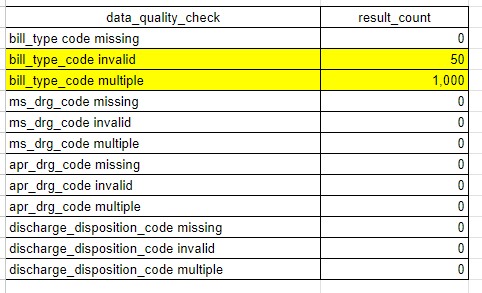 data_quality_check result_count
bill_type code missing 0
bill_type_code invalid 50
bill_type_code multiple 1,000
ms_drg_code missing 0
ms_drg_code invalid 0
ms_drg_code multiple 0
apr_drg_code missing 0
apr_drg_code invalid 0
apr_drg_code multiple 0
discharge_disposition_code missing 0
discharge_disposition_code invalid 0
discharge_disposition_code multiple 0